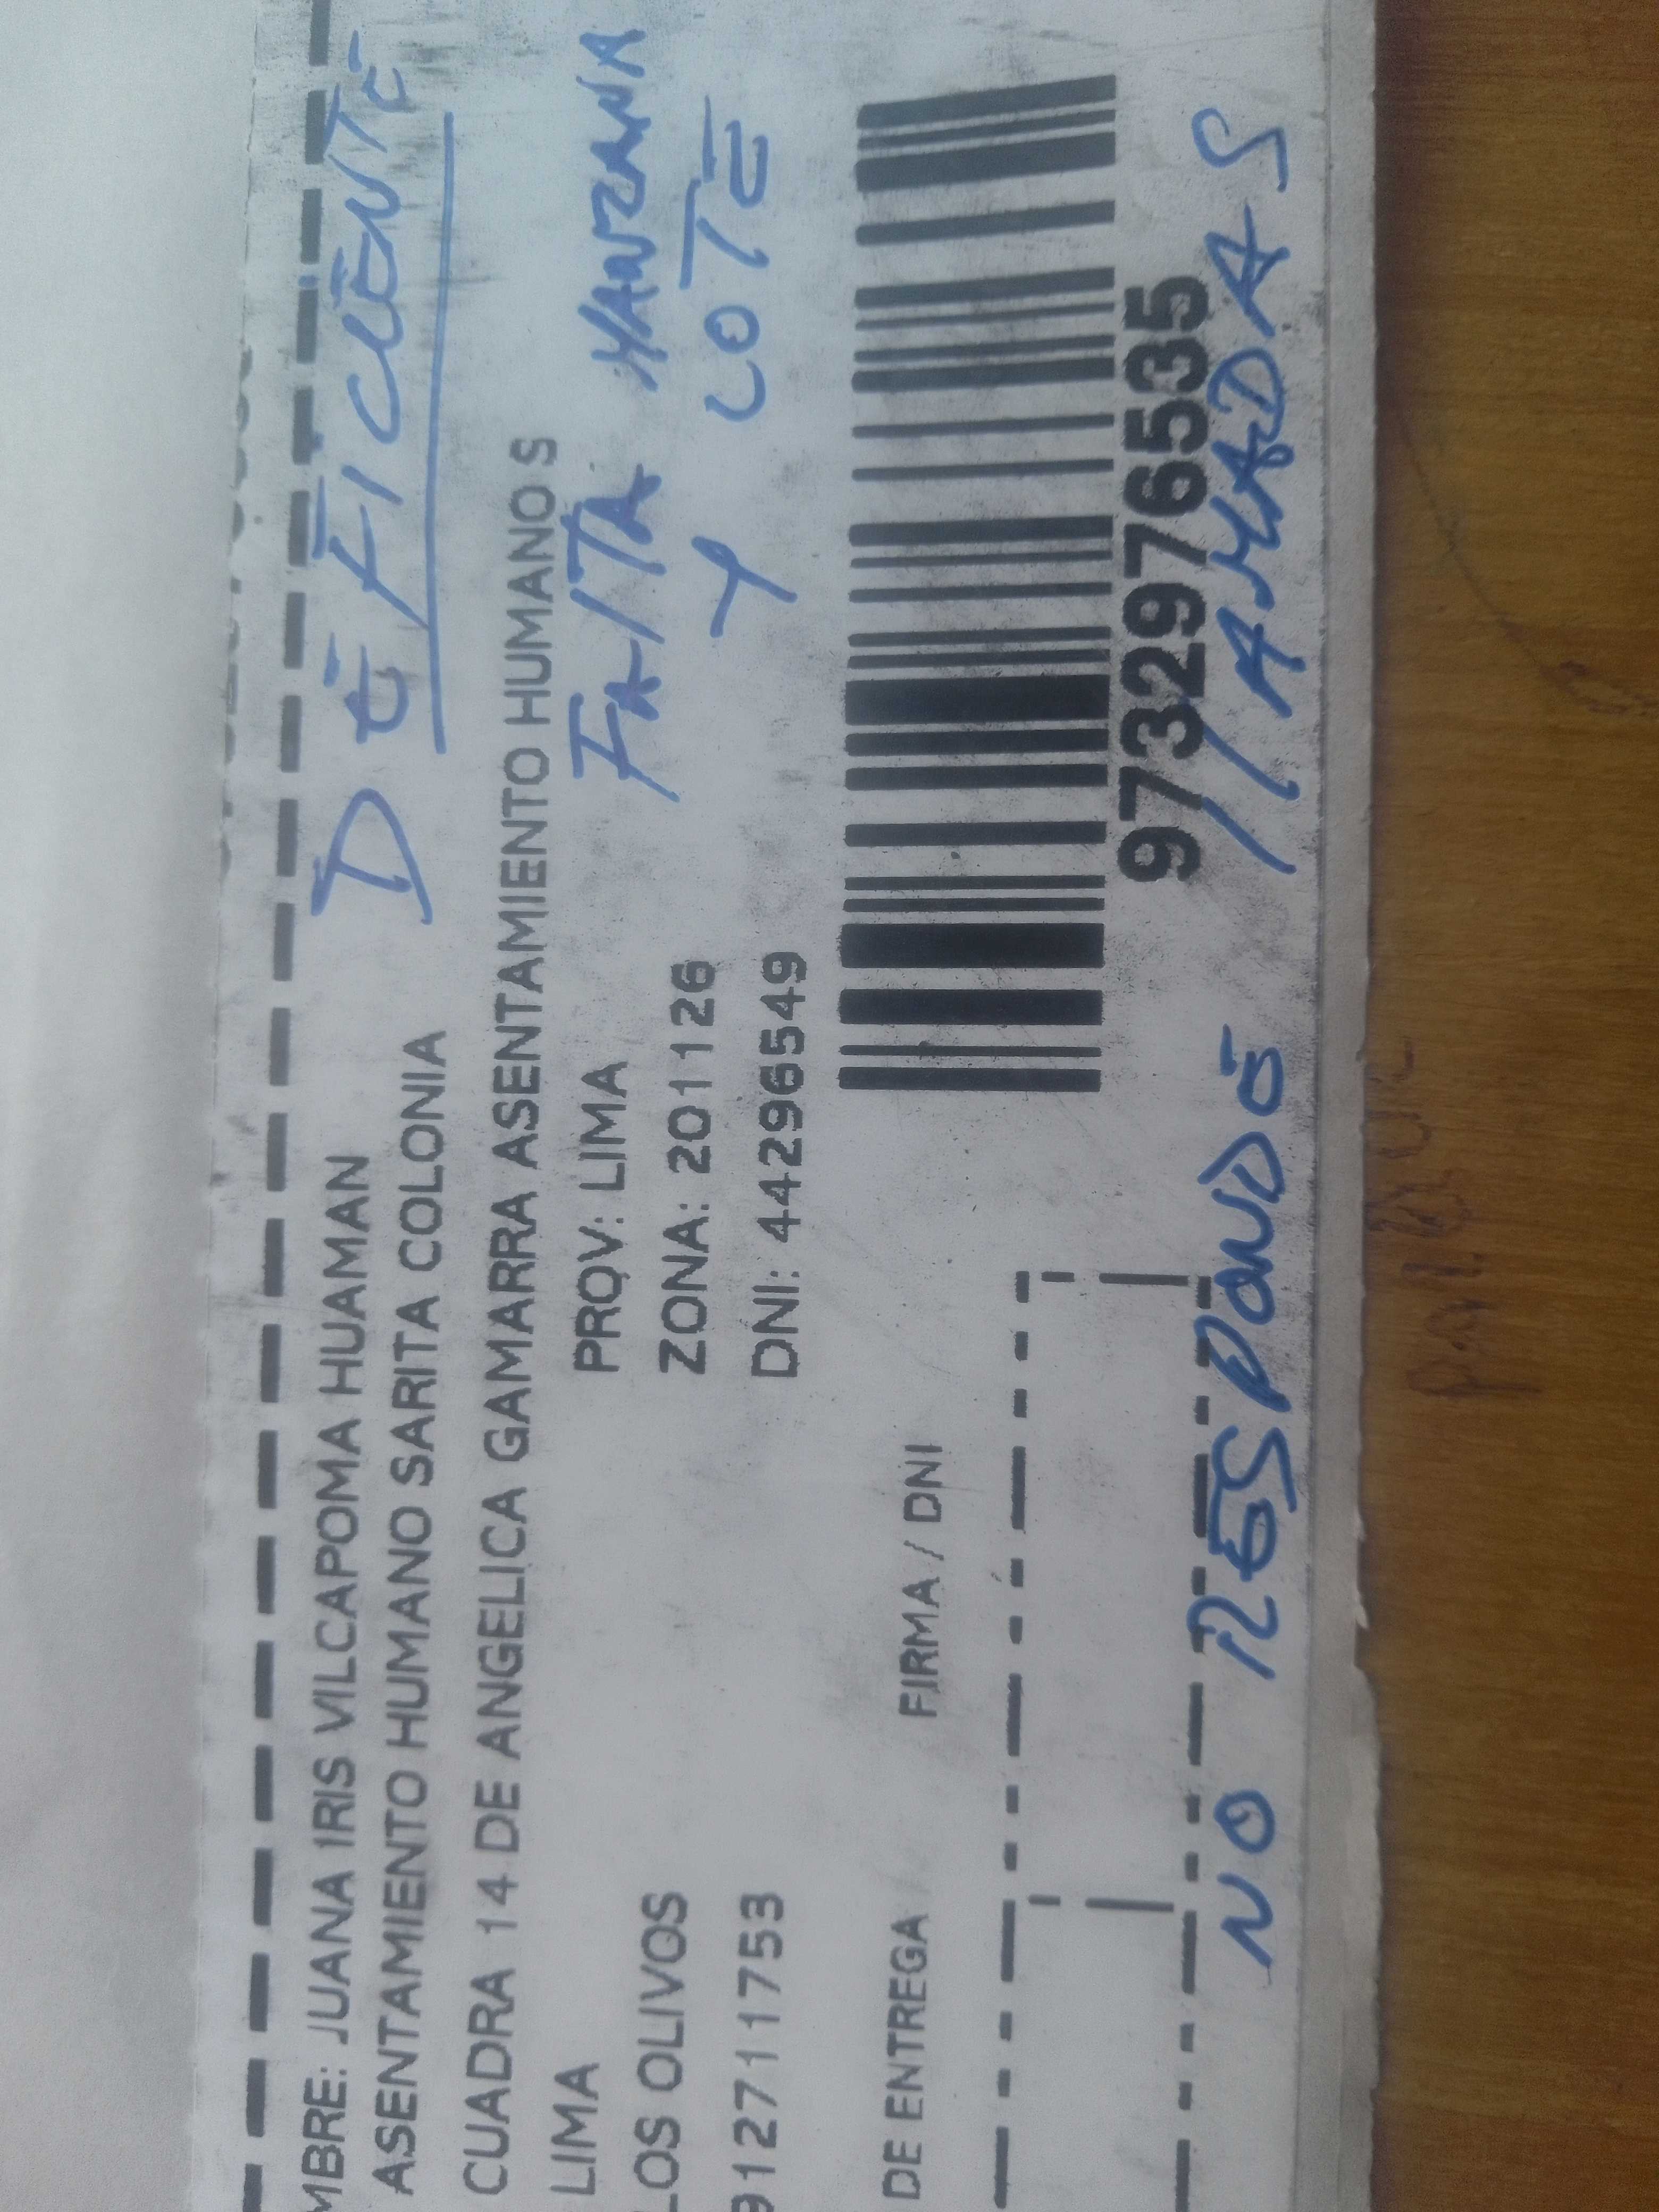 DEFICIENTE
MBRE: JUANA IRIS VILCAPOMA HUAMAN
ASENTAMIENTO HUMANO SARITA COLONIA
CUADRA 14 DE ANGELICA GAMARRA ASENTAMIENTO HUMANO S
FALTA MANZANA
Y LOTE
LIMA PROV: LIMA
LOS OLIVOS ZONA: 201126
912711753 DNI: 44296549
DE ENTREGA FIRMA / DNI
9732976535
NO RESPONDE LLAMADAS